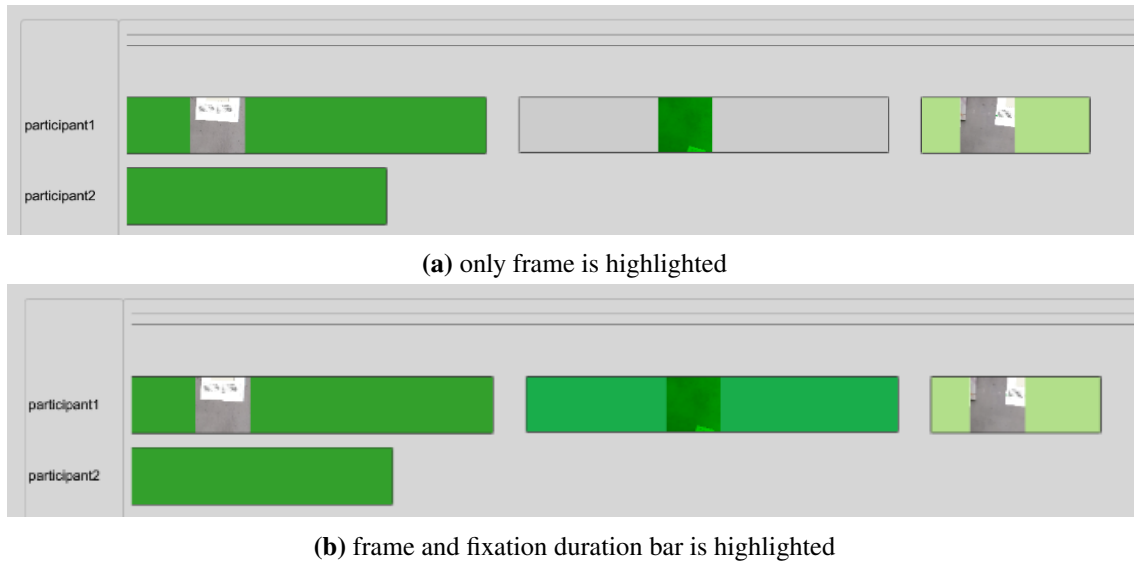 participant1
participant2
(a) only frame is highlighted
participant1
participant2
(b) frame and fixation duration bar is highlighted